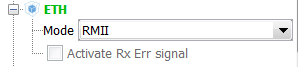 ETH
Mode RMII
Activate Rx Err signal